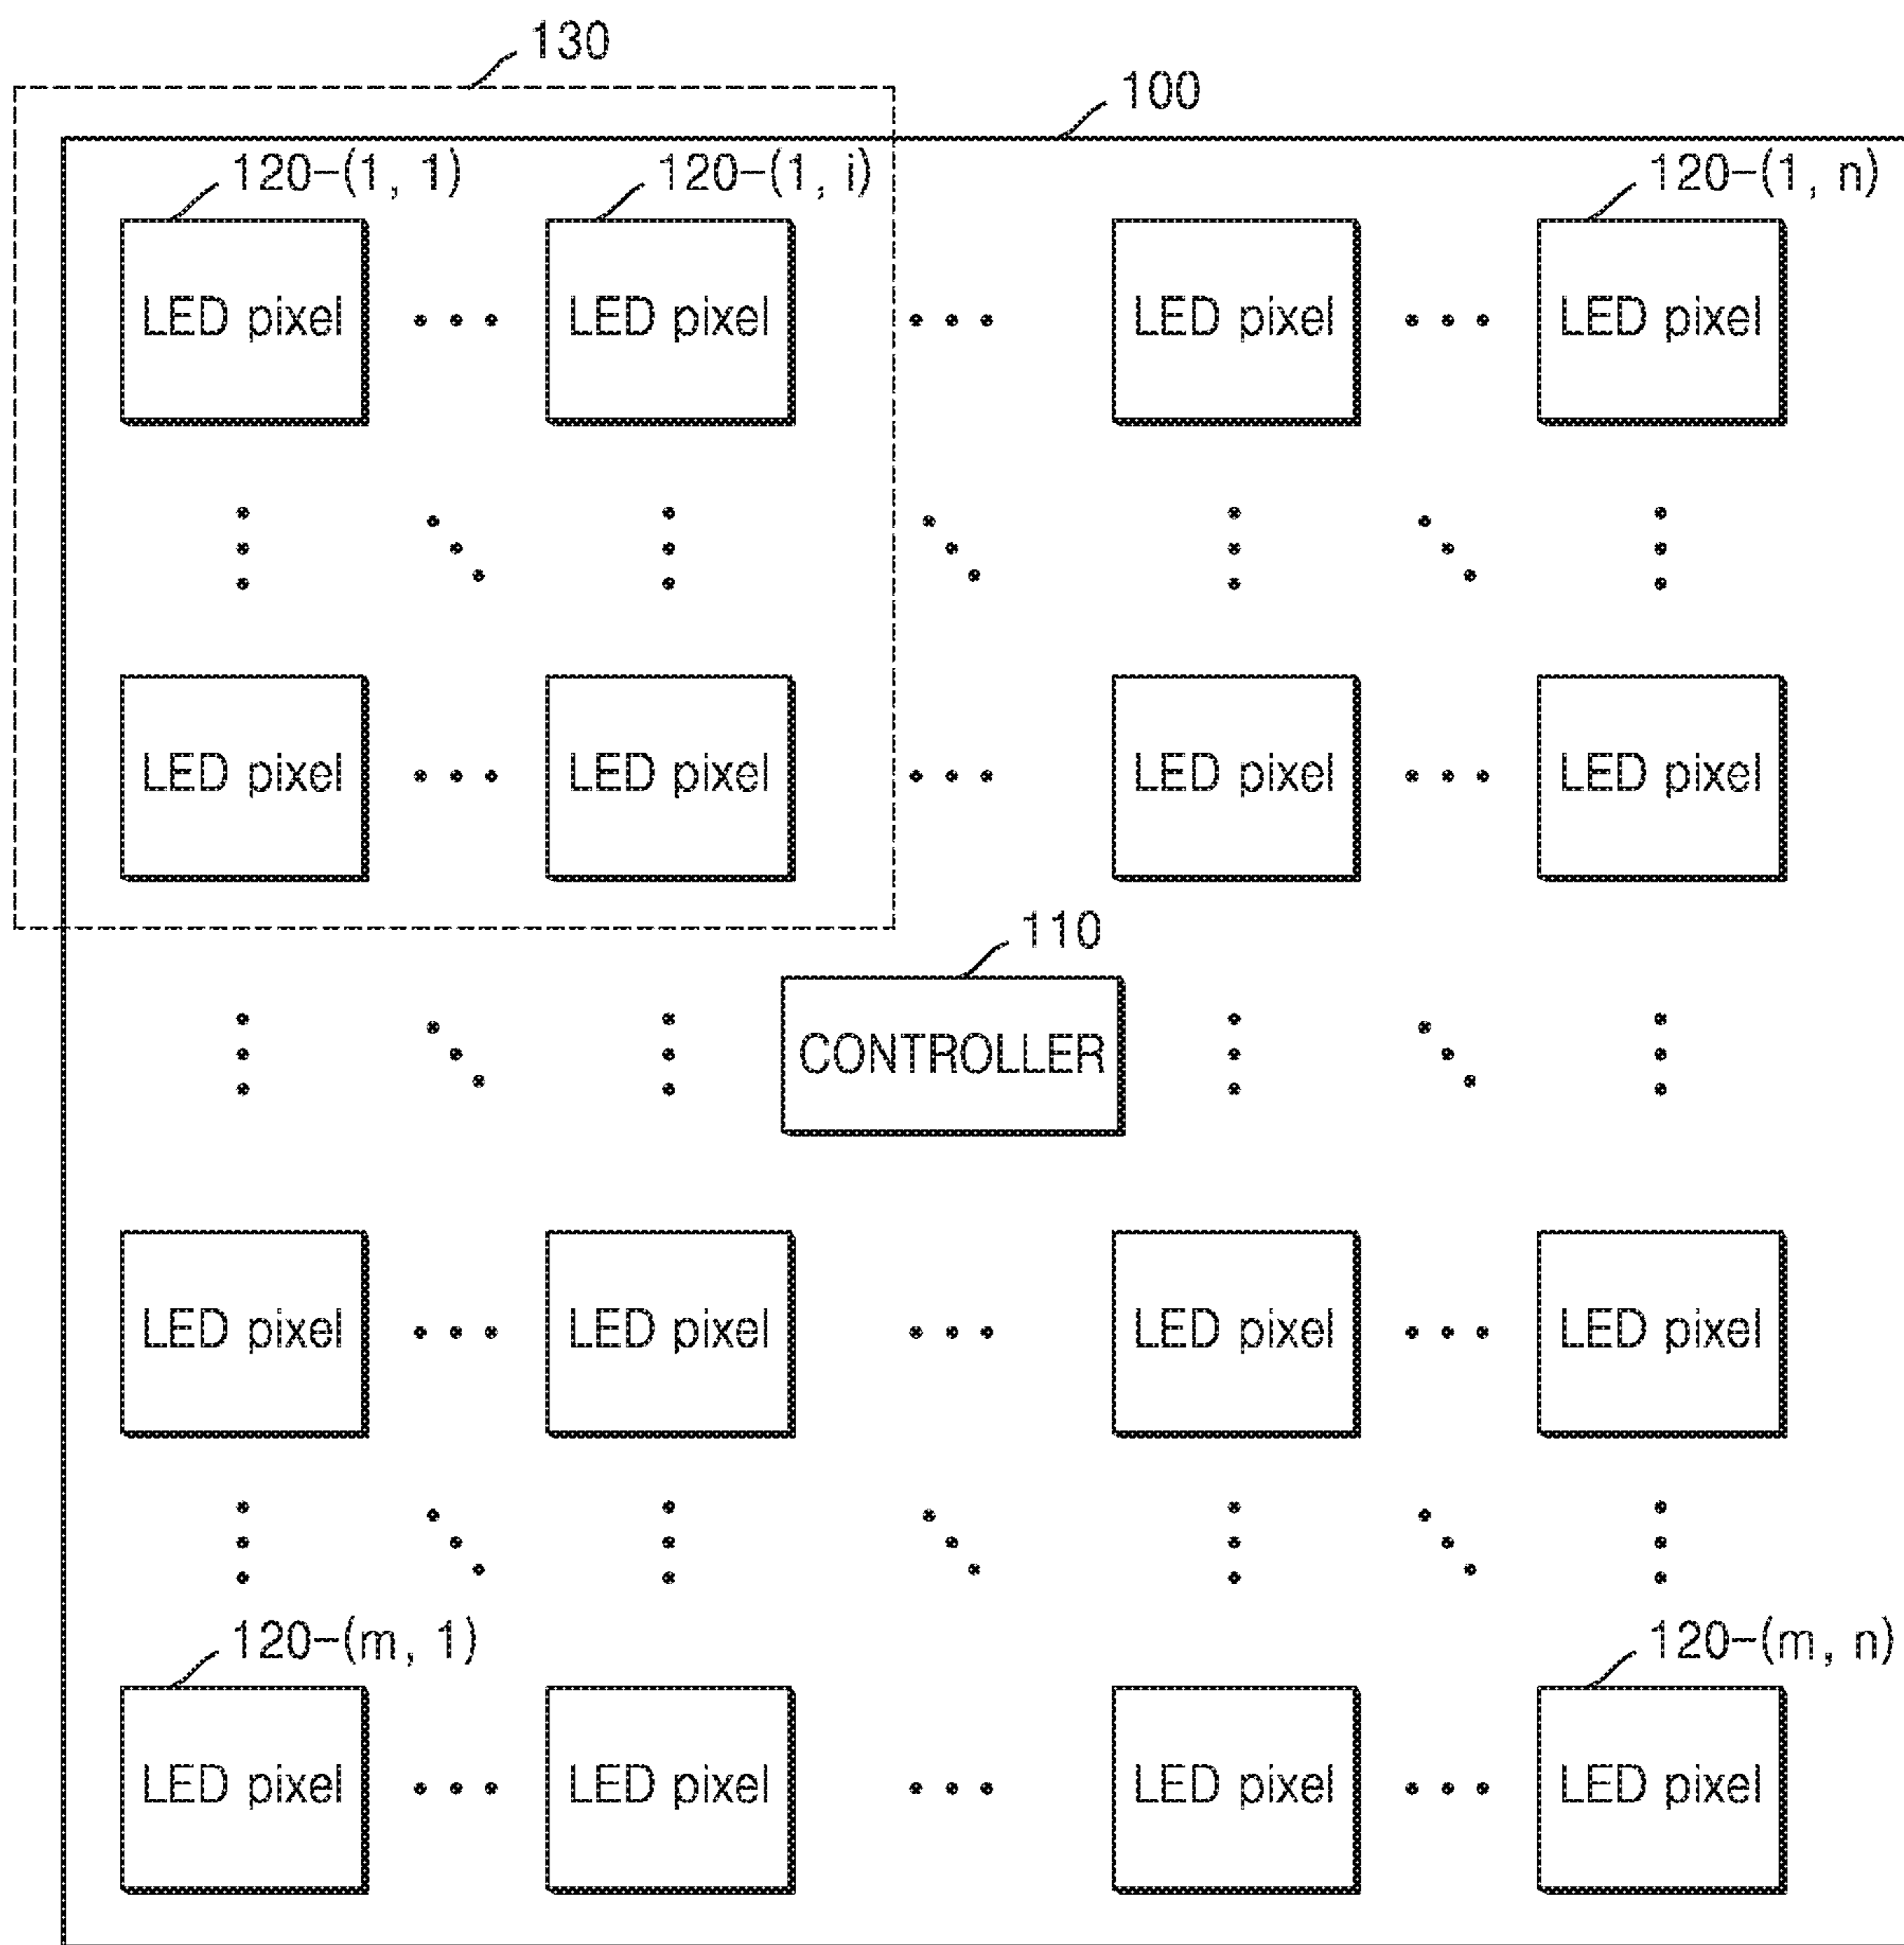 130
100
120-(1, 1) 120-(1, i) 120-(1, n)
LED pixel LED pixel LED pixel LED pixel
LED pixel LED pixel LED pixel LED pixel
110
CONTROLLER
LED pixel LED pixel LED pixel LED pixel
120-(m, 1) 120-(m, n)
LED pixel LED pixel LED pixel LED pixel